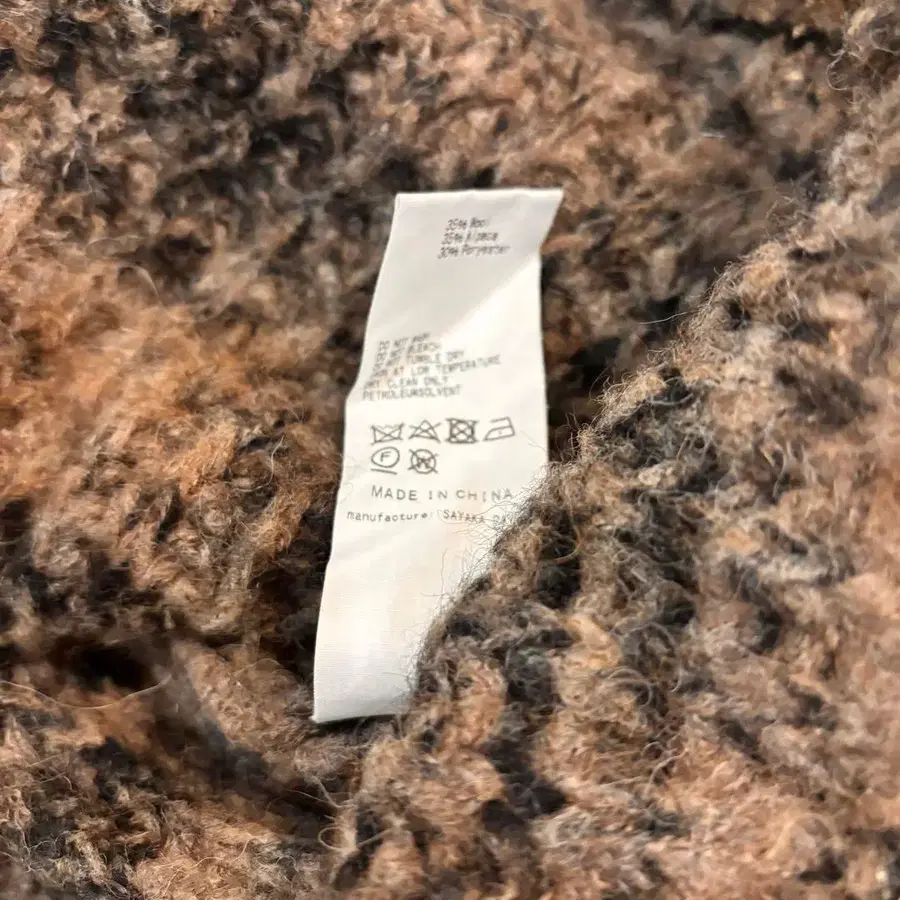 35% Wool
35% Alpaca
30% Polyester
DO NOT WASH
DO NOT BLEACH
DO NOT TUMBLE DRY
IRON AT LOW TEMPERATURE
DRY CLEAN ONLY
PETROLEUMSOLVENT
F
MADE IN CHINA
manufacture: SAYAKA